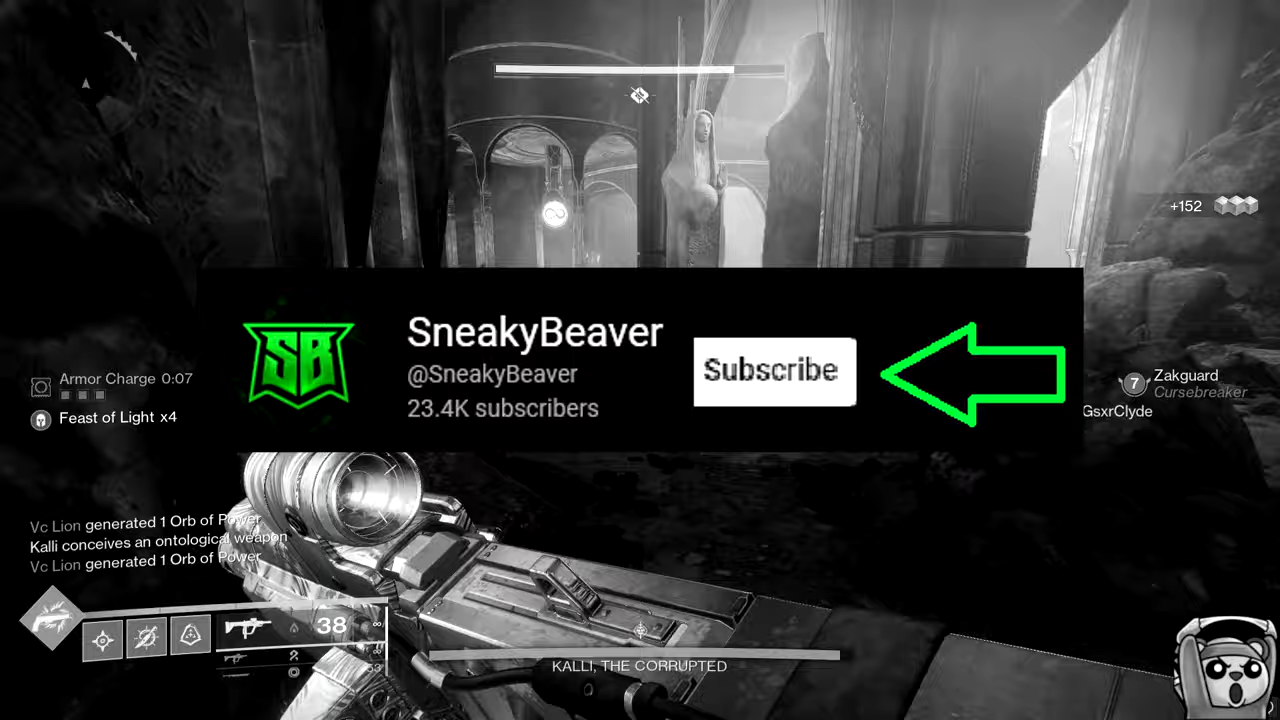 +152
SB
SneakyBeaver
@SneakyBeaver
23.4K subscribers
Subscribe
Armor Charge 0:07
Feast of Light x4
7
Zakguard
Cursebreaker
GsxrClyde
Vc Lion generated 1 Orb of Power
Kalli conceives an ontological weapon
Vc Lion generated 1 Orb of Power
38
KALLI, THE CORRUPTED